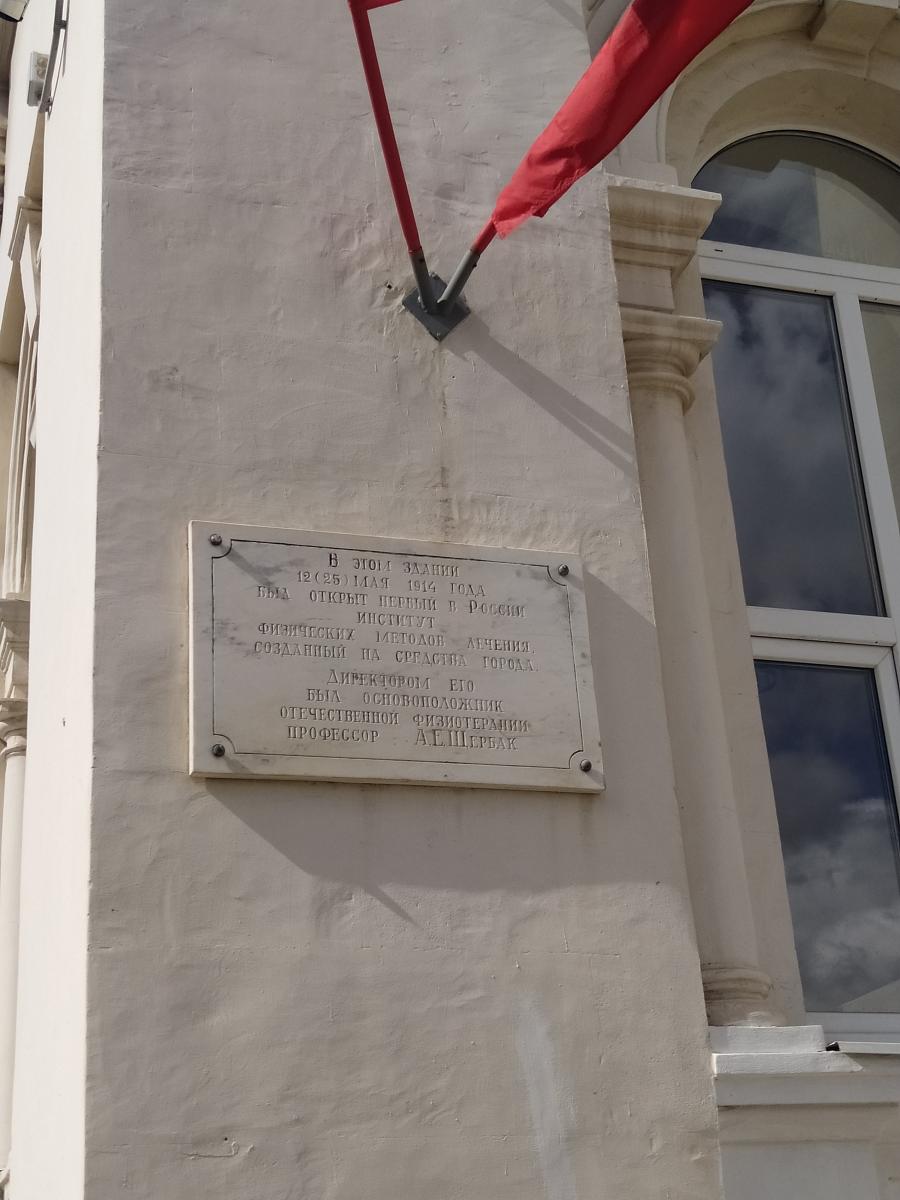 В этом здании
12(25) мая 1914 года
был открыт первый в России
институт
физических методов лечения,
созданный на средства города.
Директором его
был основоположник
отечественной физиотерапии
профессор А.Е.Щербак